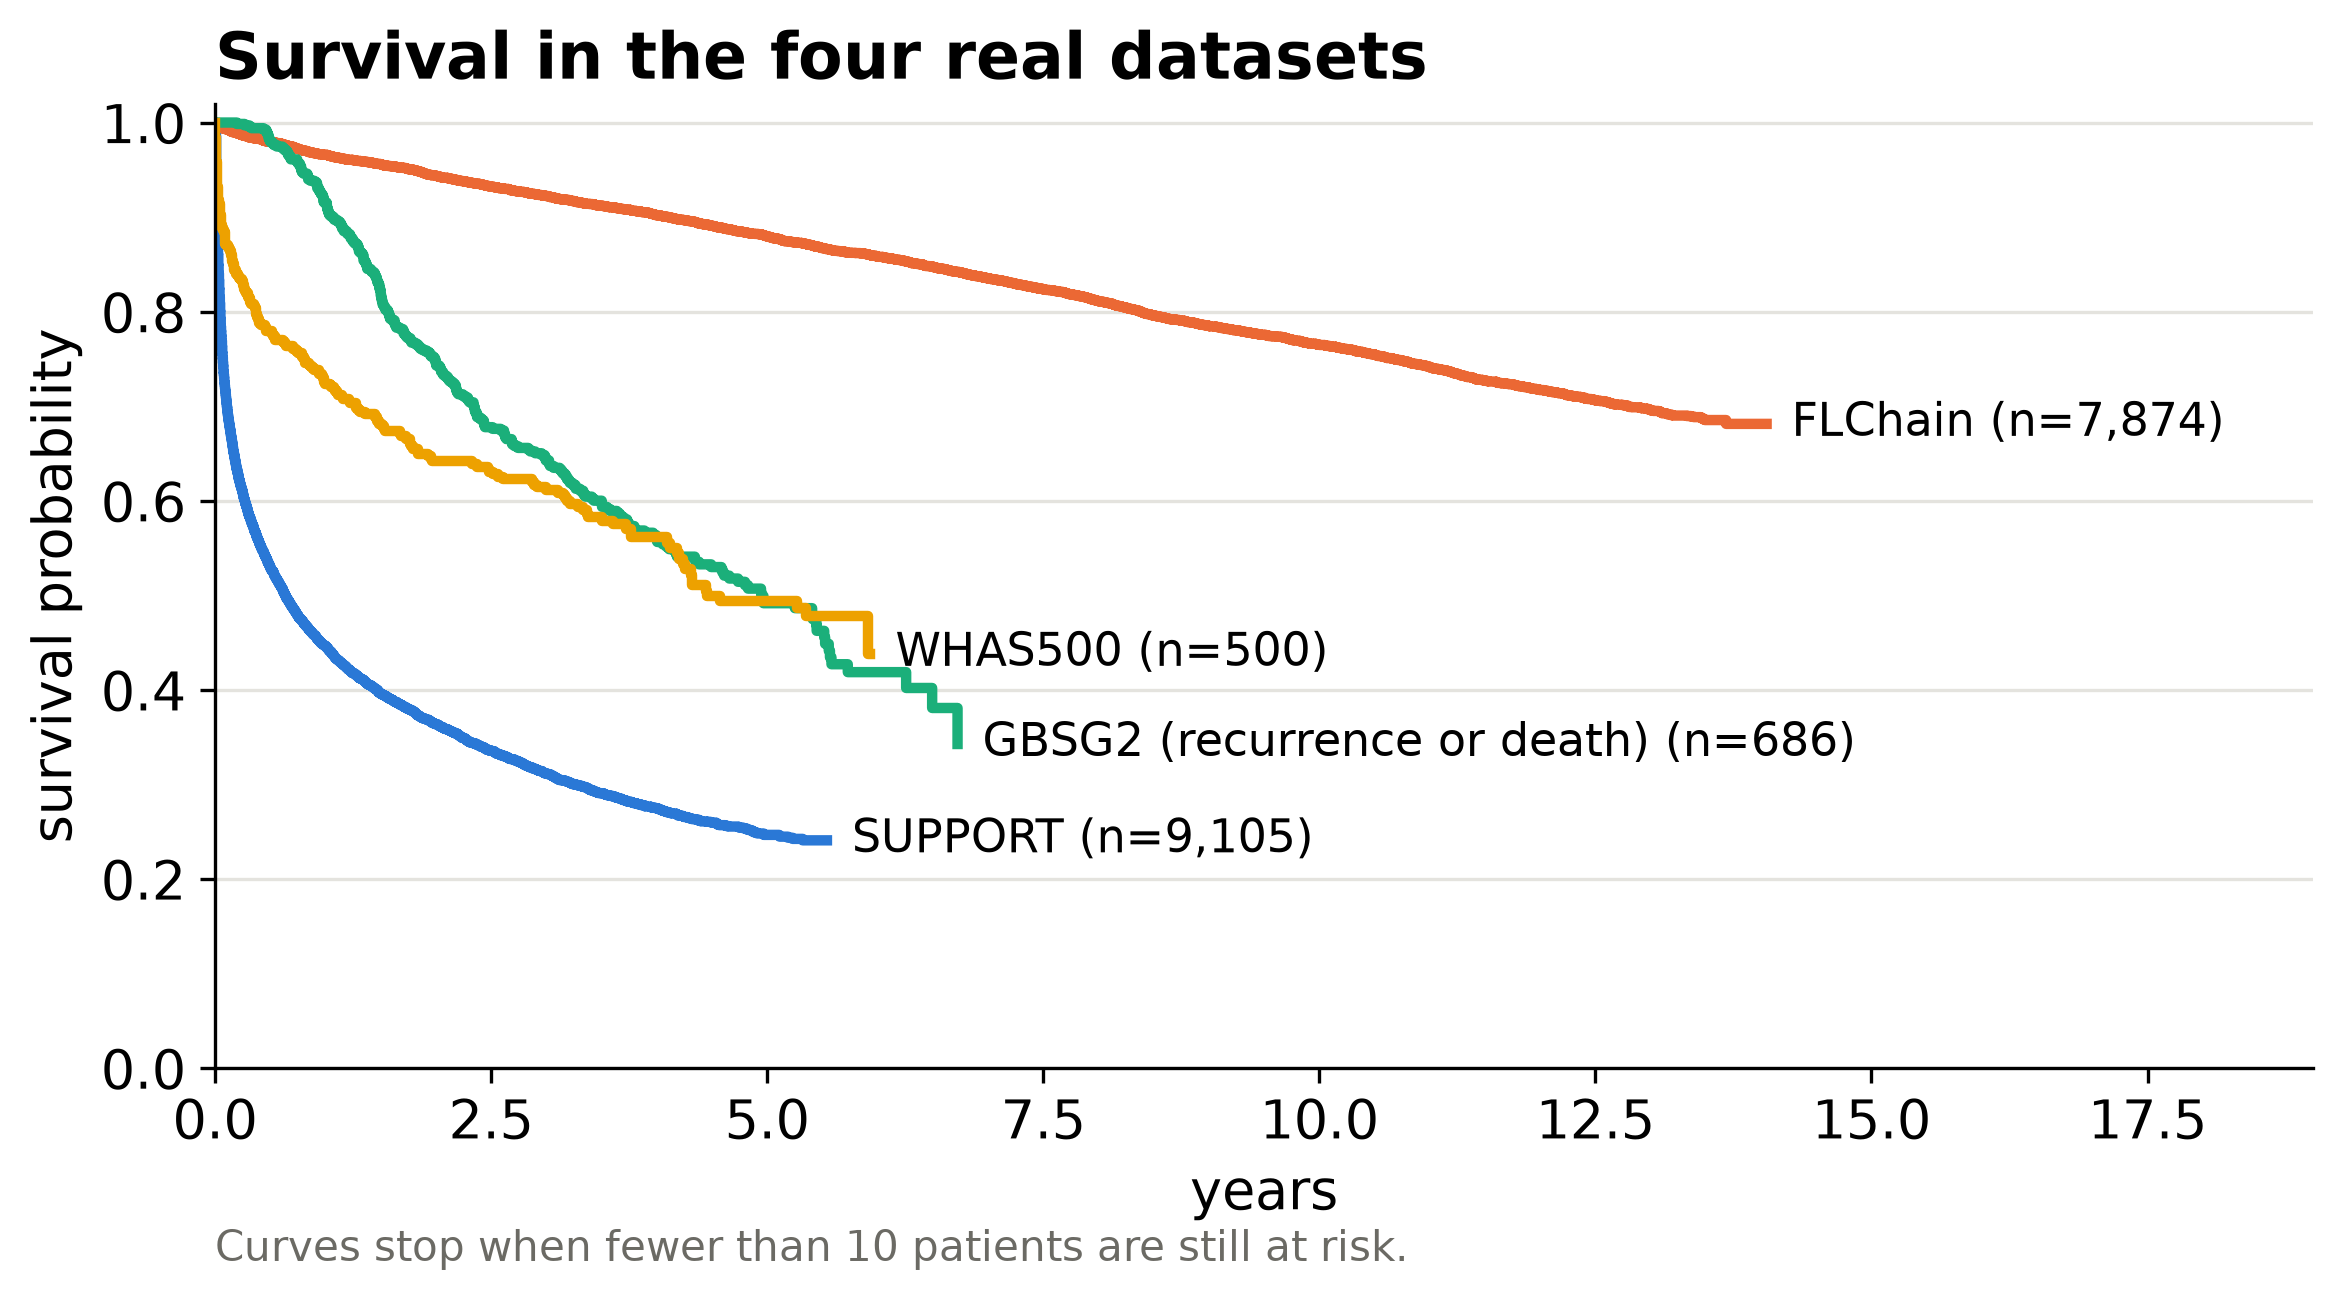 Survival in the four real datasets
survival probability
1.0
0.8
0.6
0.4
0.2
0.0
FLChain (n=7,874)
WHAS500 (n=500)
GBSG2 (recurrence or death) (n=686)
SUPPORT (n=9,105)
0.0 2.5 5.0 7.5 10.0 12.5 15.0 17.5
years
Curves stop when fewer than 10 patients are still at risk.